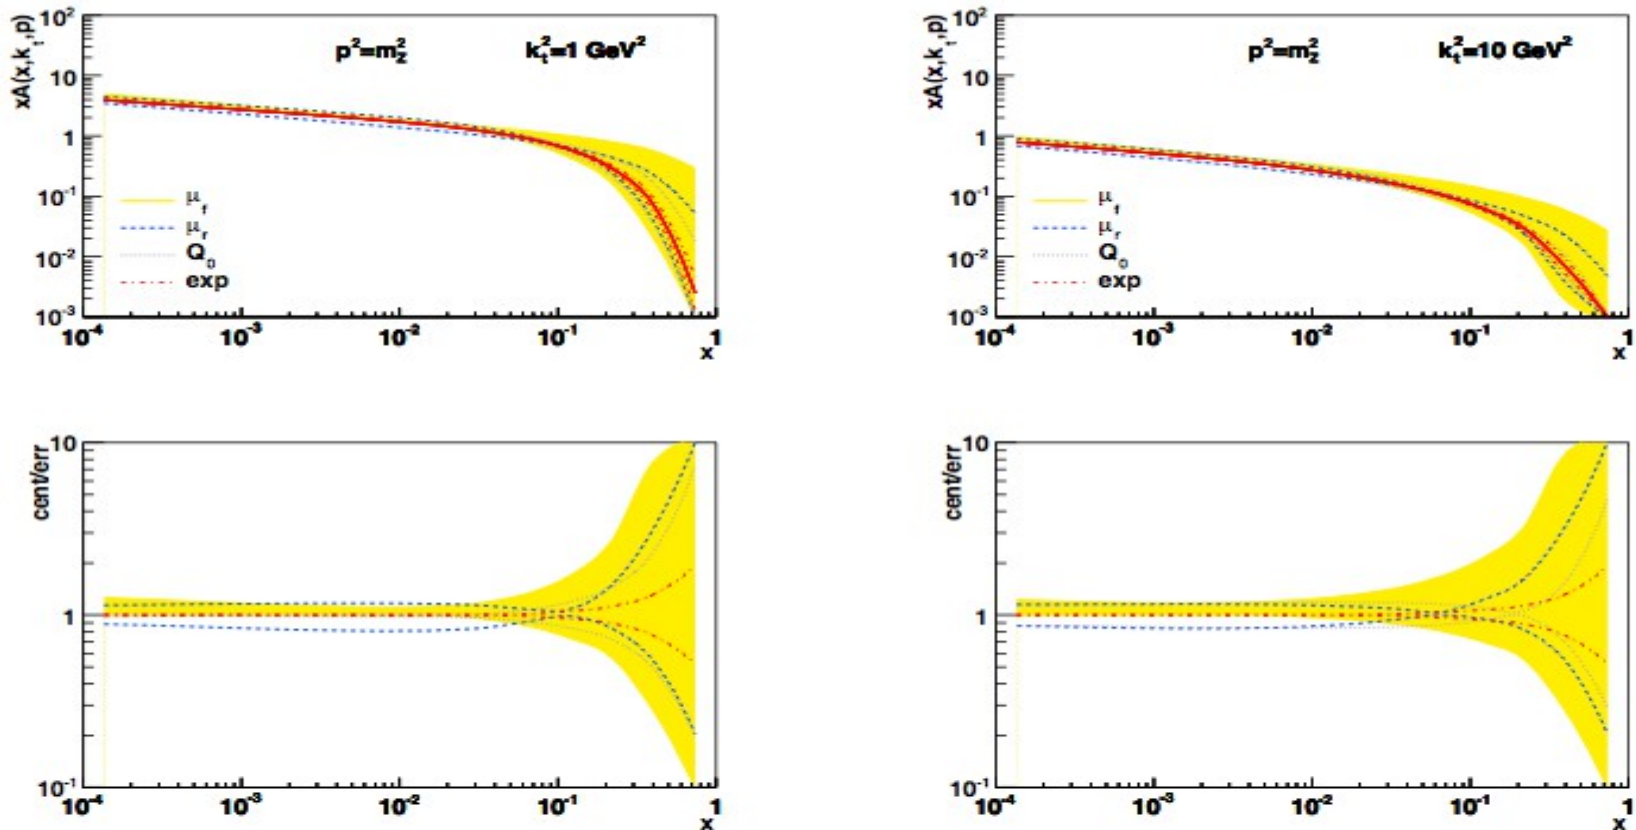 xA(x,k_t,p)
p²=m_Z²    k_t²=1 GeV²
10²
10
1
10⁻¹
10⁻²
10⁻³
μ_f
μ_r
Q₀
exp
10⁻⁴ 10⁻³ 10⁻² 10⁻¹ 1
x
xA(x,k_t,p)
p²=m_Z²    k_t²=10 GeV²
10²
10
1
10⁻¹
10⁻²
10⁻³
μ_f
μ_r
Q₀
exp
10⁻⁴ 10⁻³ 10⁻² 10⁻¹ 1
x
cent/err
10
1
10⁻¹
10⁻⁴ 10⁻³ 10⁻² 10⁻¹ 1
x
cent/err
10
1
10⁻¹
10⁻⁴ 10⁻³ 10⁻² 10⁻¹ 1
x